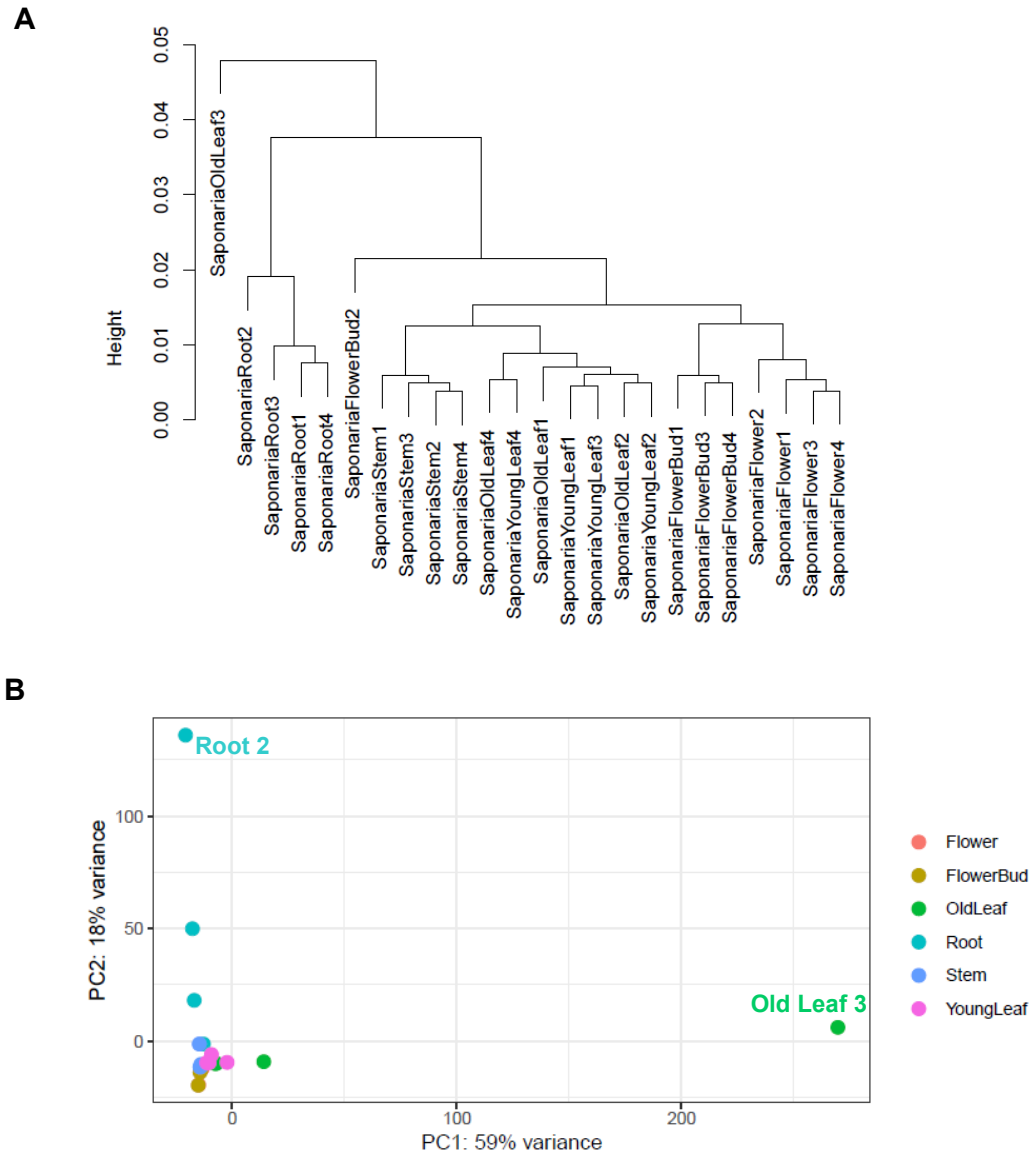 A
Height
0.05
0.04
0.03
0.02
0.01
0.00
SaponariaOldLeaf3
SaponariaRoot2
SaponariaRoot3
SaponariaRoot1
SaponariaRoot4
SaponariaFlowerBud2
SaponariaStem1
SaponariaStem3
SaponariaStem2
SaponariaStem4
SaponariaOldLeaf4
SaponariaYoungLeaf4
SaponariaOldLeaf1
SaponariaYoungLeaf1
SaponariaYoungLeaf3
SaponariaOldLeaf2
SaponariaYoungLeaf2
SaponariaFlowerBud1
SaponariaFlowerBud3
SaponariaFlowerBud4
SaponariaFlower2
SaponariaFlower1
SaponariaFlower3
SaponariaFlower4
B
PC2: 18% variance
100
50
0
Root 2
Old Leaf 3
0
100
200
PC1: 59% variance
Flower
FlowerBud
OldLeaf
Root
Stem
YoungLeaf